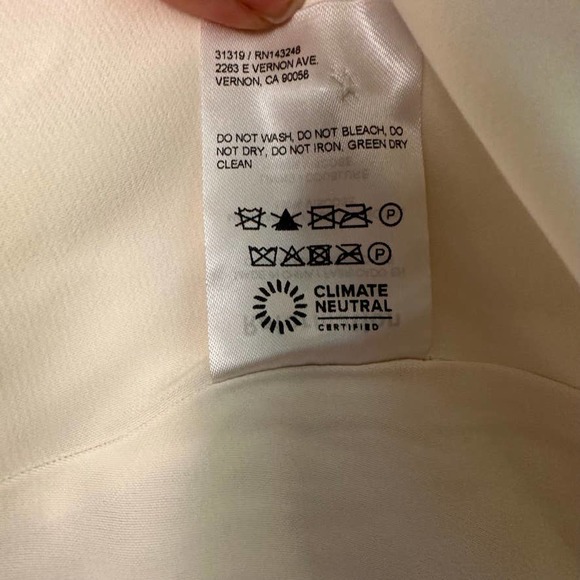 31319 / RN143246
2263 E VERNON AVE.
VERNON, CA 90058
DO NOT WASH, DO NOT BLEACH, DO
NOT DRY, DO NOT IRON, GREEN DRY
CLEAN
P
P
CLIMATE
NEUTRAL
CERTIFIED